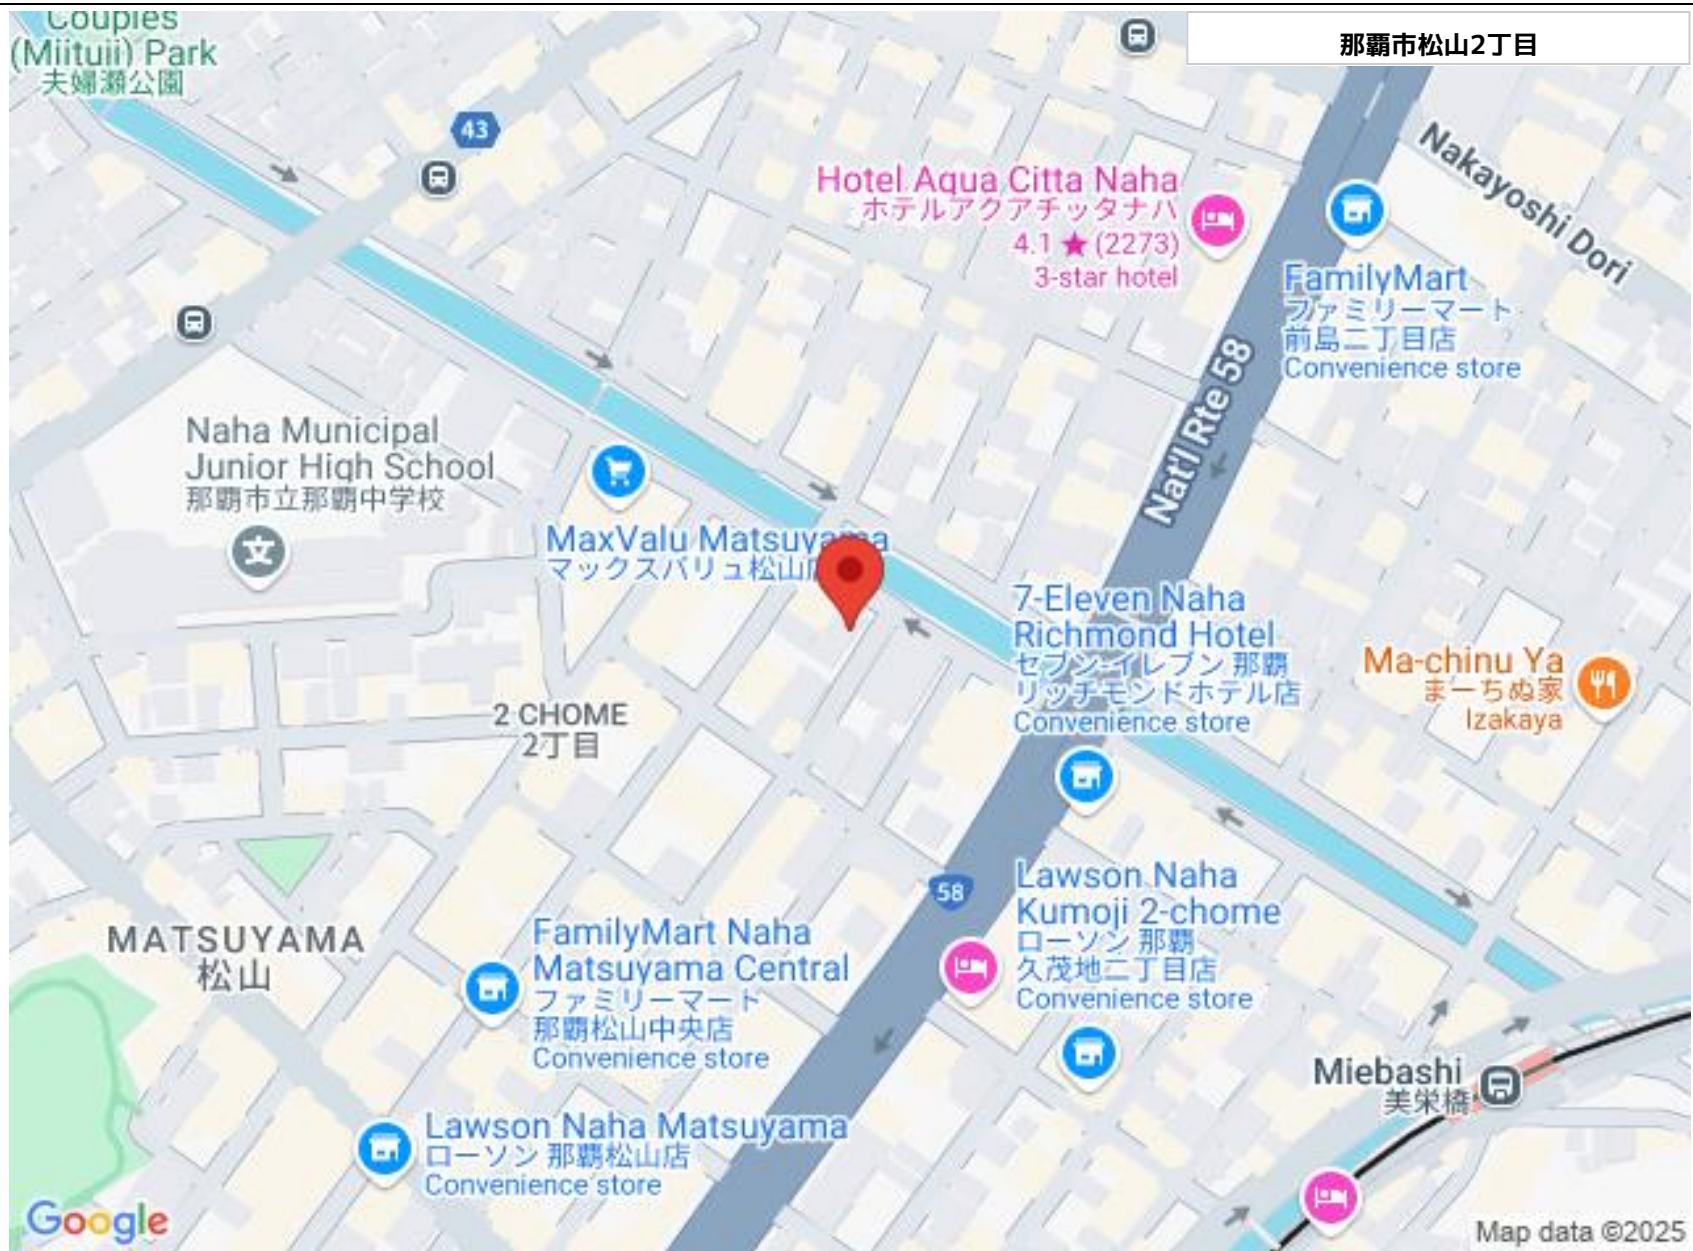 Couples
(Miituii) Park
夫婦瀬公園
那覇市松山2丁目
43
Nakayoshi Dori
Hotel Aqua Citta Naha
ホテルアクアチッタナハ
4.1 ★ (2273)
3-star hotel
FamilyMart
ファミリーマート
前島二丁目店
Convenience store
Nat'l Rte 58
Naha Municipal
Junior High School
那覇市立那覇中学校
文
MaxValu Matsuyama
マックスバリュ松山店
7-Eleven Naha
Richmond Hotel
セブン-イレブン 那覇
リッチモンドホテル店
Convenience store
Ma-chinu Ya
まーちぬ家
Izakaya
2 CHOME
2丁目
58
Lawson Naha
Kumoji 2-chome
ローソン 那覇
久茂地二丁目店
Convenience store
MATSUYAMA
松山
FamilyMart Naha
Matsuyama Central
ファミリーマート
那覇松山中央店
Convenience store
Miebashi
美栄橋
Lawson Naha Matsuyama
ローソン 那覇松山店
Convenience store
Google
Map data ©2025